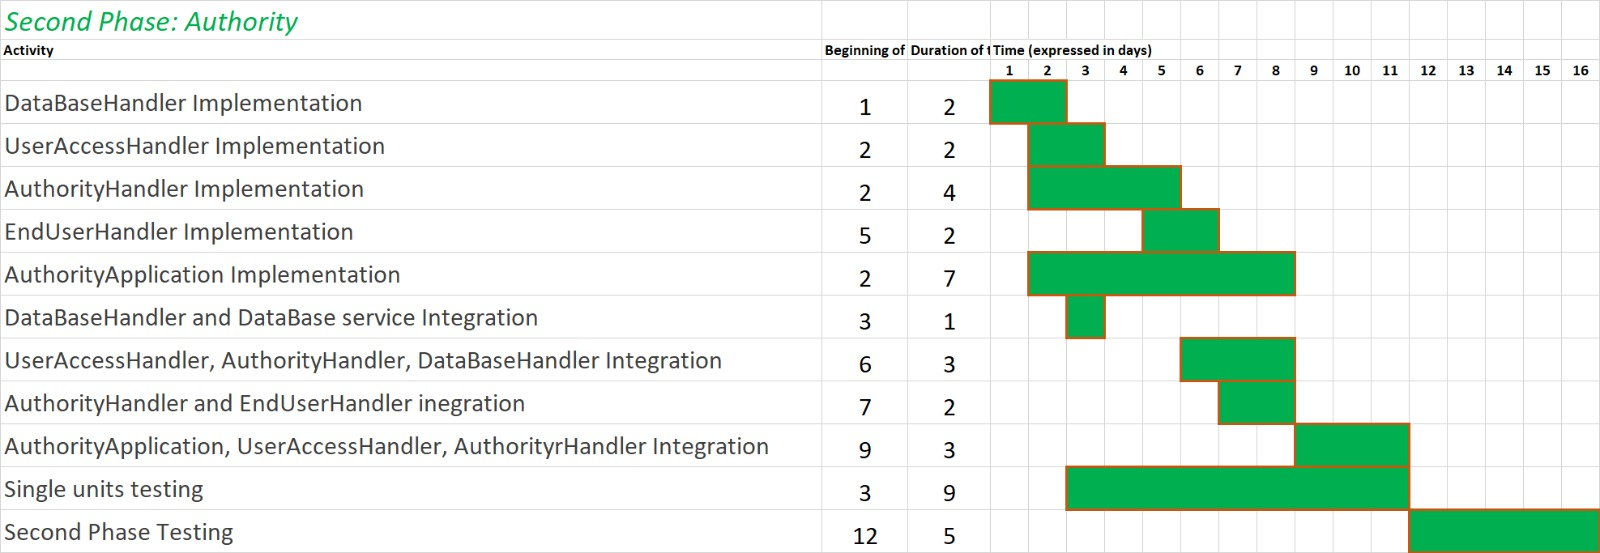 Second Phase: Authority
Activity Beginning of Duration of t Time (expressed in days)
1 2 3 4 5 6 7 8 9 10 11 12 13 14 15 16
DataBaseHandler Implementation 1 2
UserAccessHandler Implementation 2 2
AuthorityHandler Implementation 2 4
EndUserHandler Implementation 5 2
AuthorityApplication Implementation 2 7
DataBaseHandler and DataBase service Integration 3 1
UserAccessHandler, AuthorityHandler, DataBaseHandler Integration 6 3
AuthorityHandler and EndUserHandler inegration 7 2
AuthorityApplication, UserAccessHandler, AuthorityrHandler Integration 9 3
Single units testing 3 9
Second Phase Testing 12 5